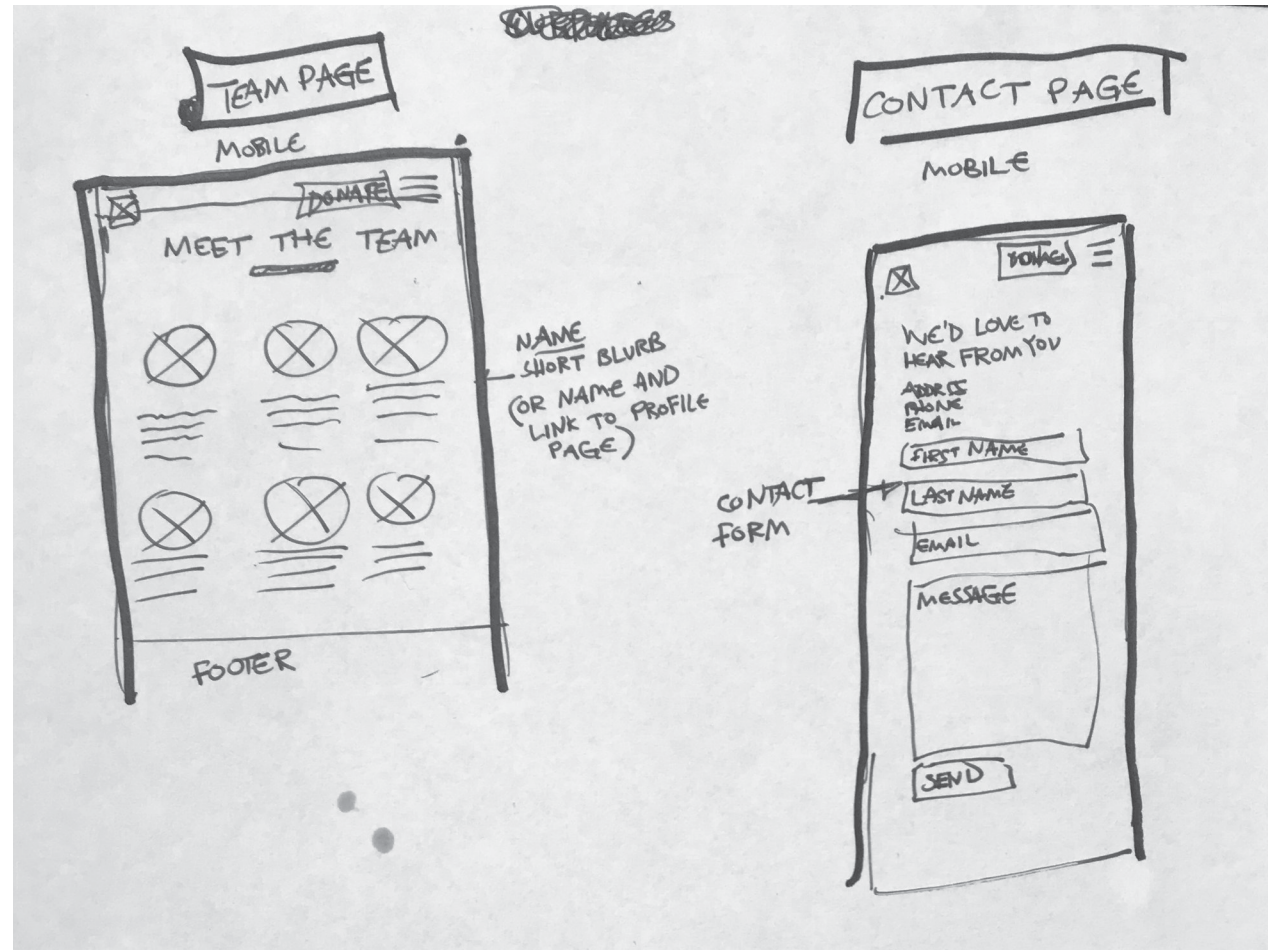 TEAM PAGE
MOBILE
DONATE
MEET THE TEAM
NAME
SHORT BLURB
(OR NAME AND
LINK TO PROFILE
PAGE)
FOOTER
CONTACT PAGE
MOBILE
DONATE
WE'D LOVE TO
HEAR FROM YOU
ADDRESS
PHONE
EMAIL
FIRST NAME
LAST NAME
EMAIL
MESSAGE
SEND
CONTACT
FORM